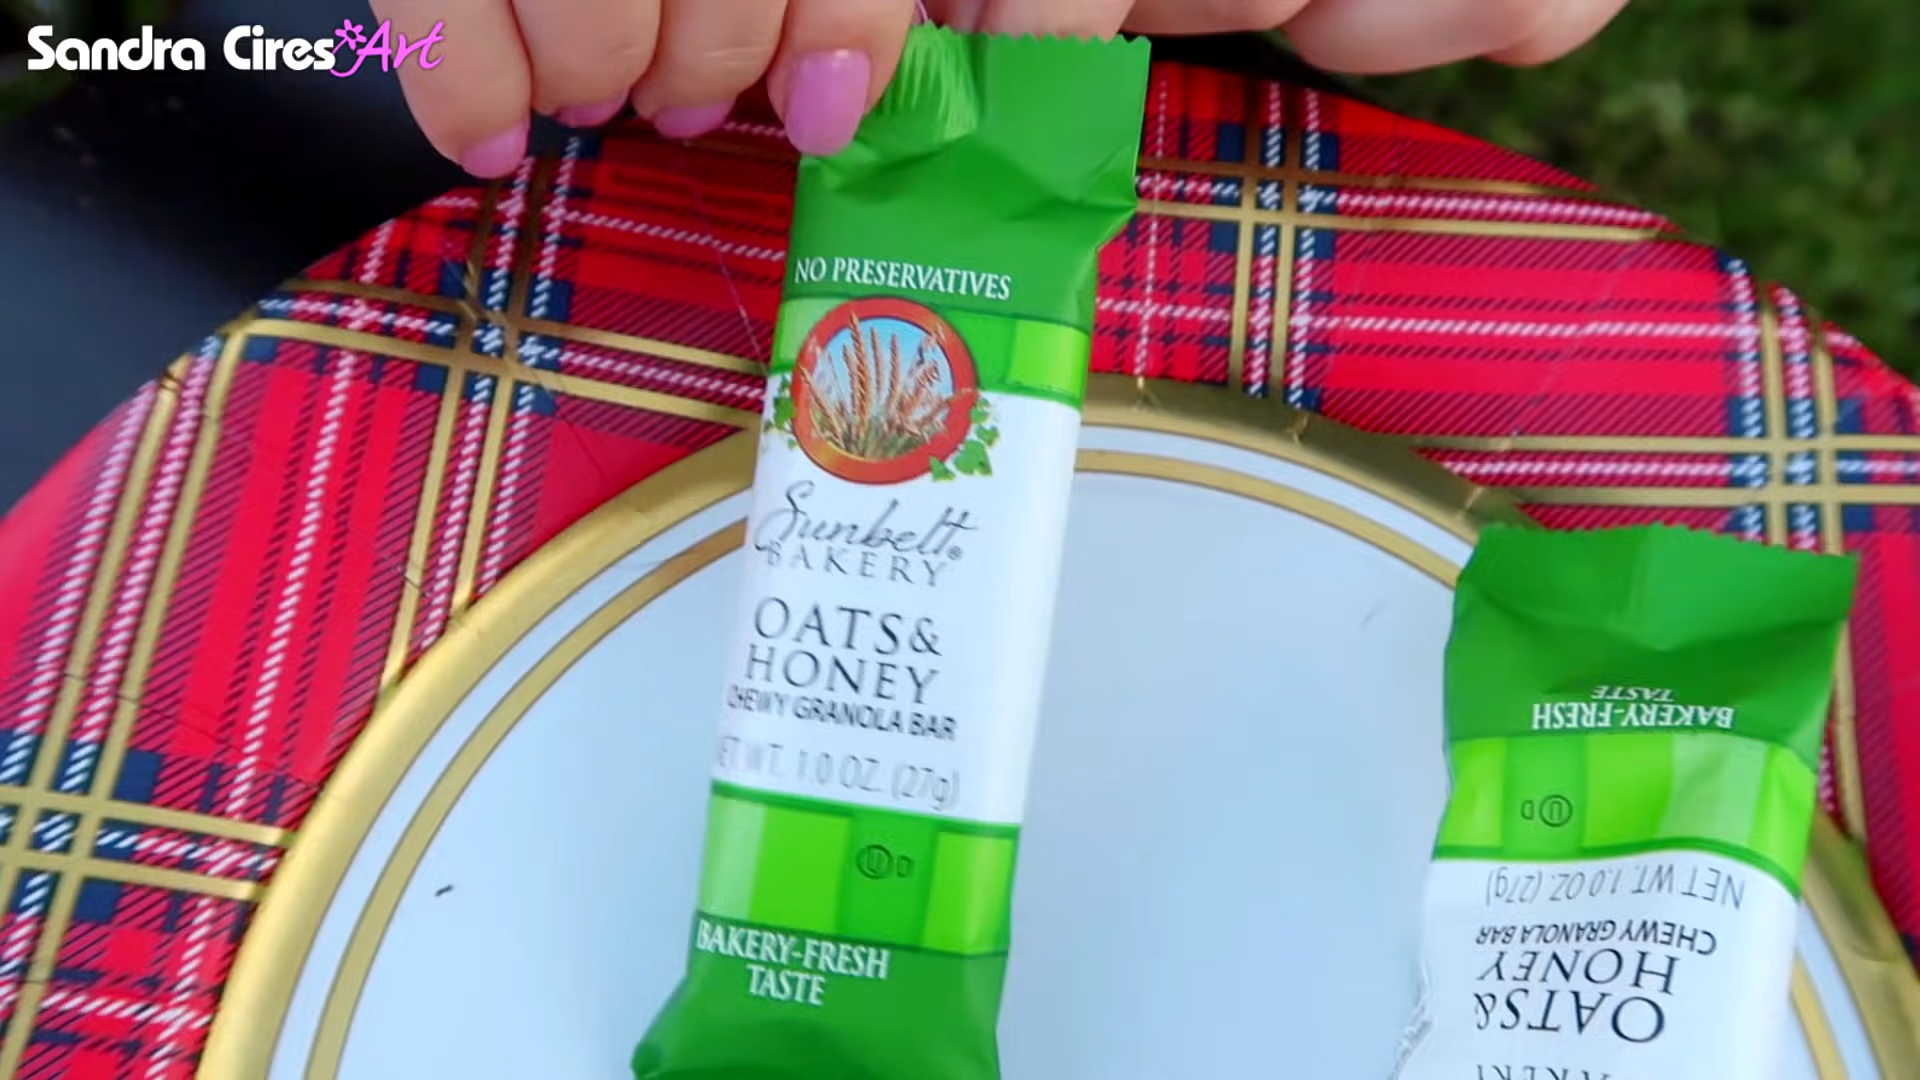 Sandra Cires Art
NO PRESERVATIVES
Sunbelt®
BAKERY
OATS&
HONEY
CHEWY GRANOLA BAR
ET WT. 1.0 OZ. (27g)
U D
BAKERY-FRESH
TASTE
BAKERY-FRESH
TASTE
U D
NET WT. 1.0 OZ. (27g)
CHEWY GRANOLA BAR
HONEY
OATS&